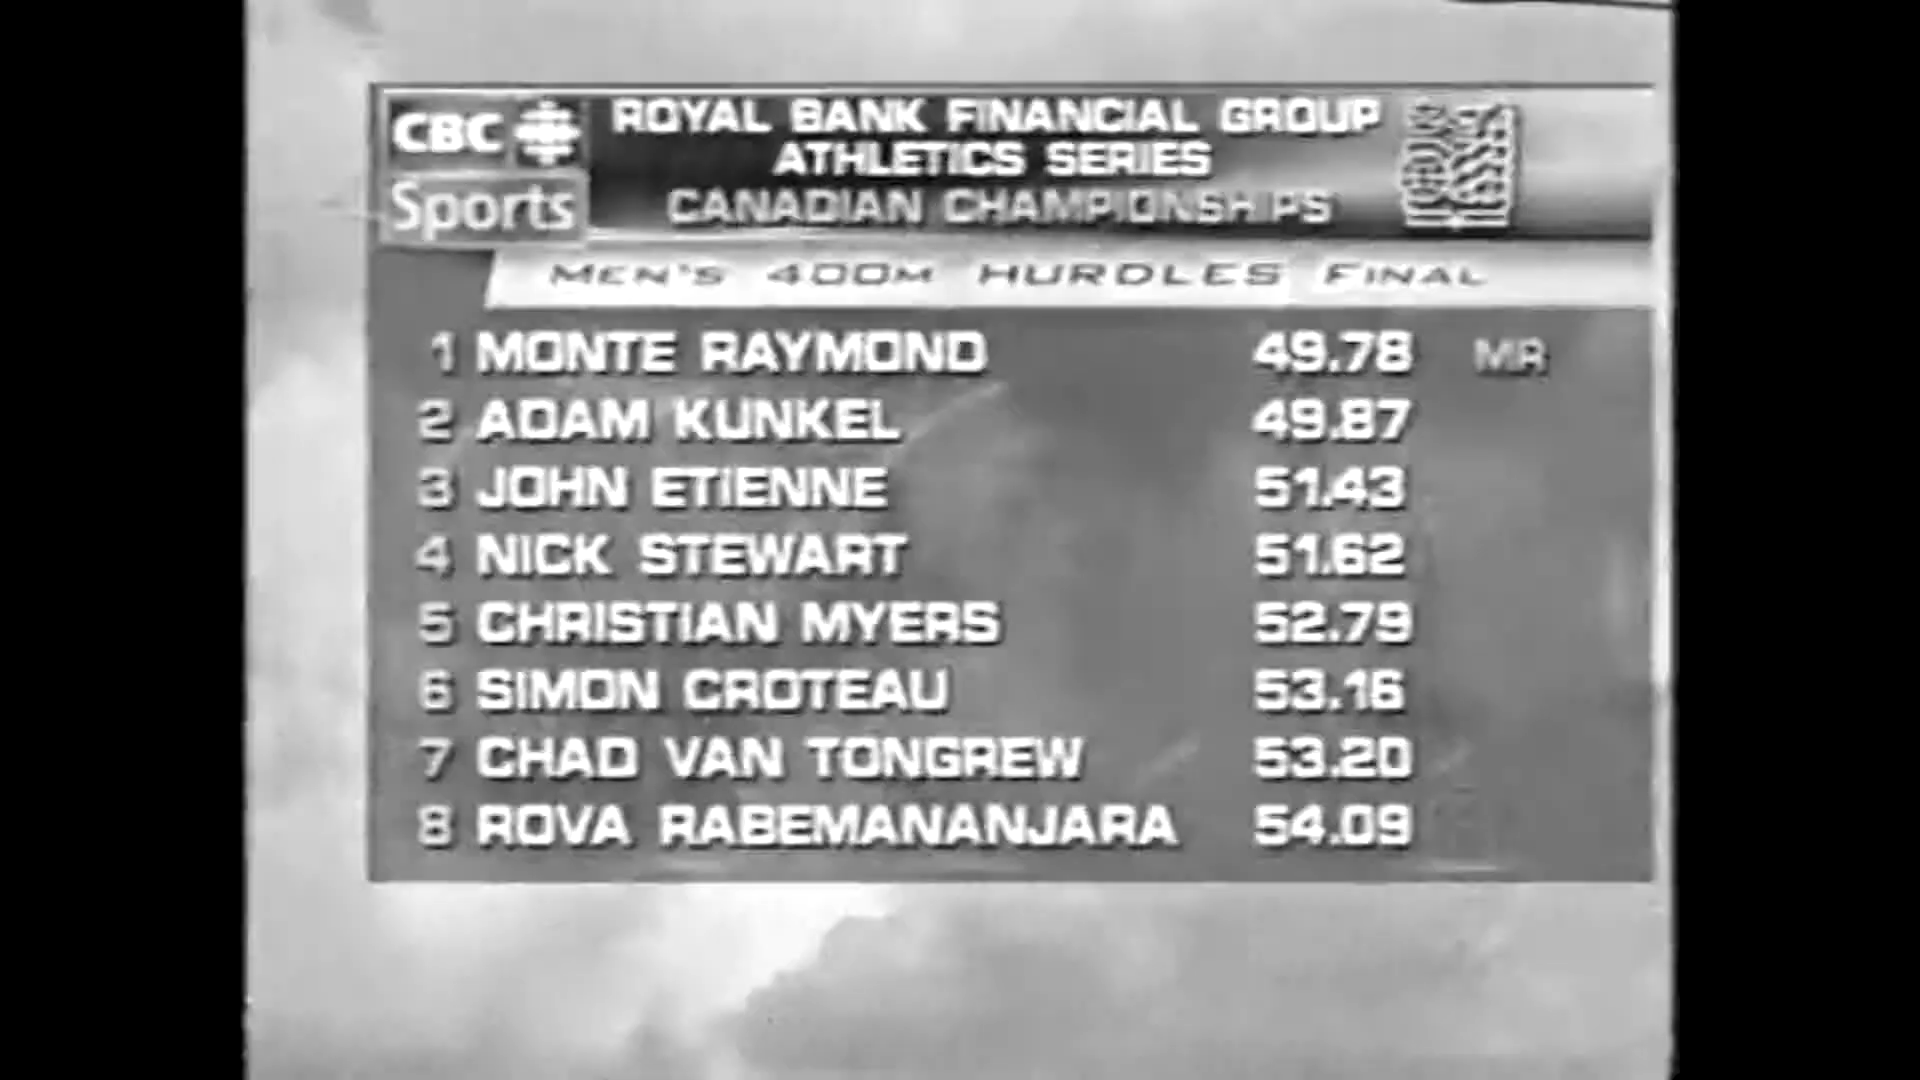 CBC
Sports
ROYAL BANK FINANCIAL GROUP
ATHLETICS SERIES
CANADIAN CHAMPIONSHIPS
MEN'S 400M HURDLES FINAL
1 MONTE RAYMOND 49.78 MR
2 ADAM KUNKEL 49.87
3 JOHN ETIENNE 51.43
4 NICK STEWART 51.62
5 CHRISTIAN MYERS 52.79
6 SIMON CROTEAU 53.16
7 CHAD VAN TONGREW 53.20
8 ROVA RABEMANANJARA 54.09